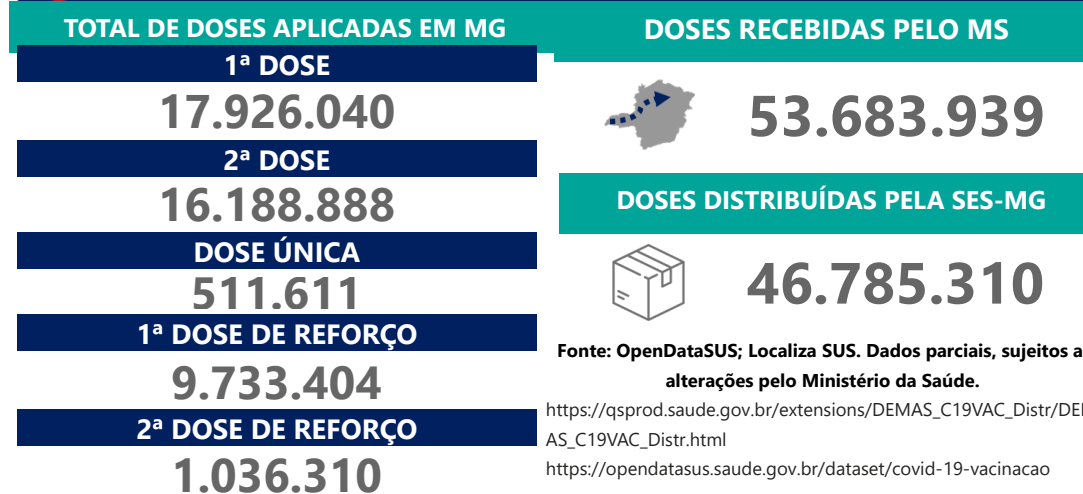 TOTAL DE DOSES APLICADAS EM MG
1ª DOSE
17.926.040
2ª DOSE
16.188.888
DOSE ÚNICA
511.611
1ª DOSE DE REFORÇO
9.733.404
2ª DOSE DE REFORÇO
1.036.310
DOSES RECEBIDAS PELO MS
53.683.939
DOSES DISTRIBUÍDAS PELA SES-MG
46.785.310
Fonte: OpenDataSUS; Localiza SUS. Dados parciais, sujeitos a
alterações pelo Ministério da Saúde.
https://qsprod.saude.gov.br/extensions/DEMAS_C19VAC_Distr/DEM
AS_C19VAC_Distr.html
https://opendatasus.saude.gov.br/dataset/covid-19-vacinacao